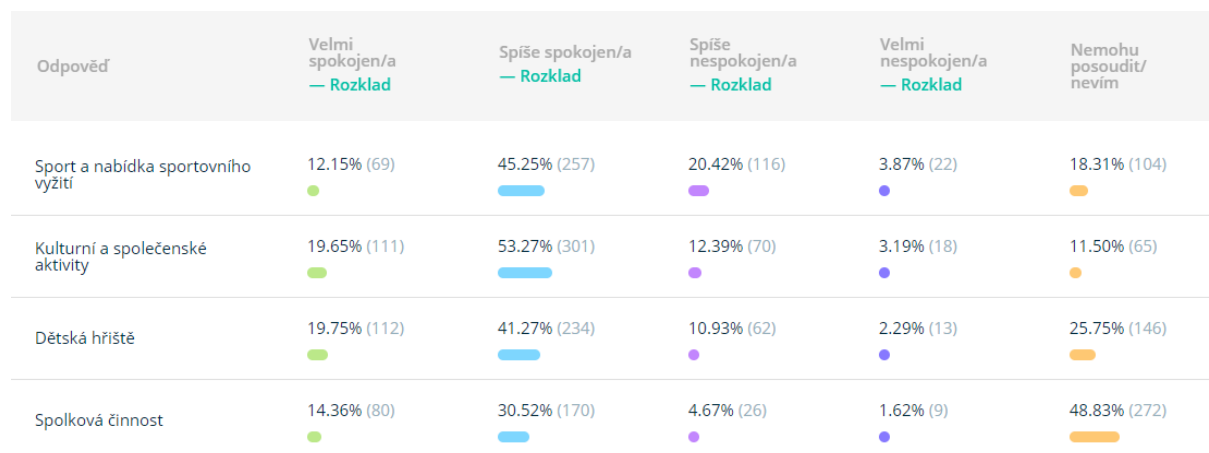 Odpověď
Velmi
spokojen/a
— Rozklad
Spíše spokojen/a
— Rozklad
Spíše
nespokojen/a
— Rozklad
Velmi
nespokojen/a
— Rozklad
Nemohu
posoudit/
nevím
Sport a nabídka sportovního
vyžití
12.15% (69)
45.25% (257)
20.42% (116)
3.87% (22)
18.31% (104)
Kulturní a společenské
aktivity
19.65% (111)
53.27% (301)
12.39% (70)
3.19% (18)
11.50% (65)
Dětská hřiště
19.75% (112)
41.27% (234)
10.93% (62)
2.29% (13)
25.75% (146)
Spolková činnost
14.36% (80)
30.52% (170)
4.67% (26)
1.62% (9)
48.83% (272)